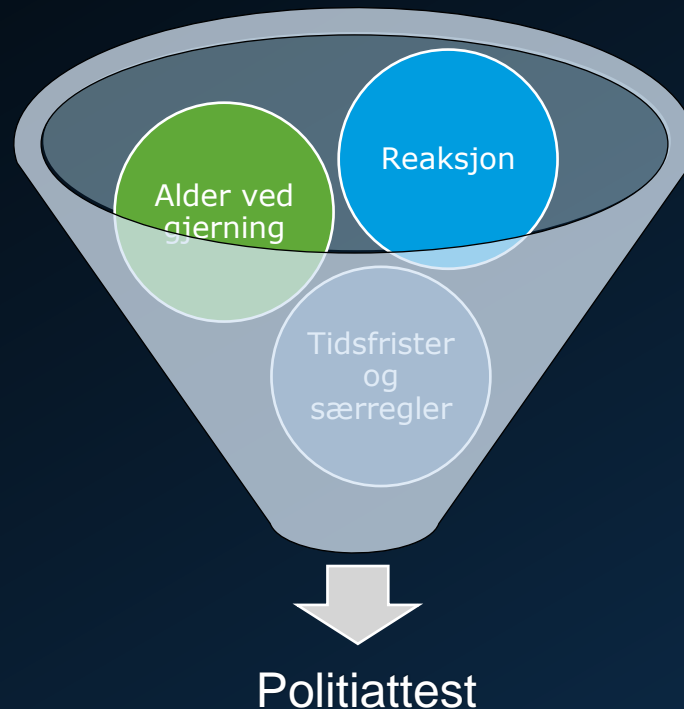 Reaksjon
Alder ved
gjerning
Tidsfrister
og
særregler
Politiattest